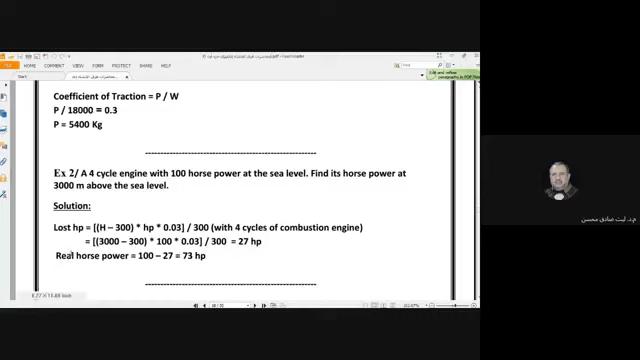 HOME
COMMENT
VIEW
FORM
PROTECT
SHARE
HELP
Start
Coefficient of Traction = P / W
P / 18000 = 0.3
P = 5400 Kg
Ex 2/ A 4 cycle engine with 100 horse power at the sea level. Find its horse power at
3000 m above the sea level.
Solution:
Lost hp = [(H – 300) * hp * 0.03] / 300 (with 4 cycles of combustion engine)
= [(3000 – 300) * 100 * 0.03] / 300 = 27 hp
Real horse power = 100 – 27 = 73 hp
م.د. ليث صادق محسن